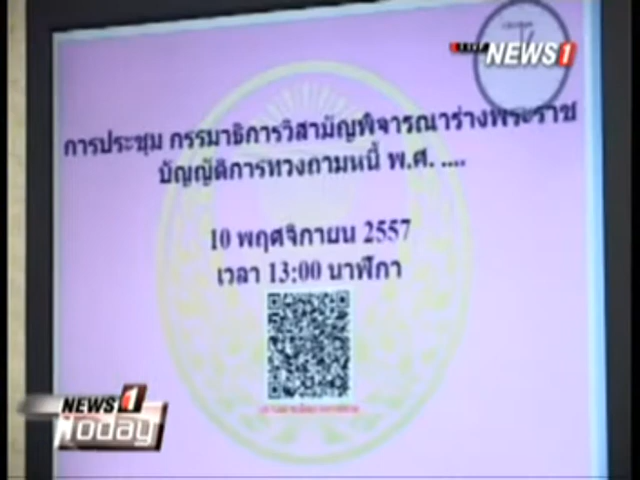 NEWS1
การประชุม กรรมาธิการวิสามัญพิจารณาร่างพระราช
บัญญัติการทวงถามหนี้ พ.ศ. ....
10 พฤศจิกายน 2557
เวลา 13:00 นาฬิกา
NEWS 1
Today